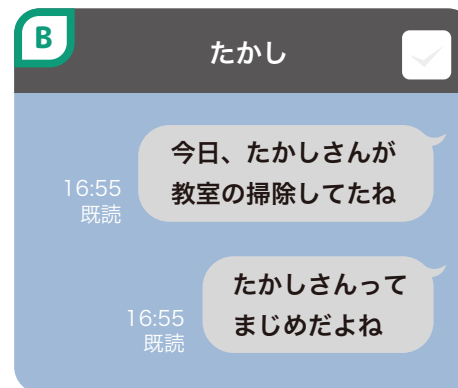 B
たかし
今日、たかしさんが
教室の掃除してたね
16:55
既読
たかしさんって
まじめだよね
16:55
既読